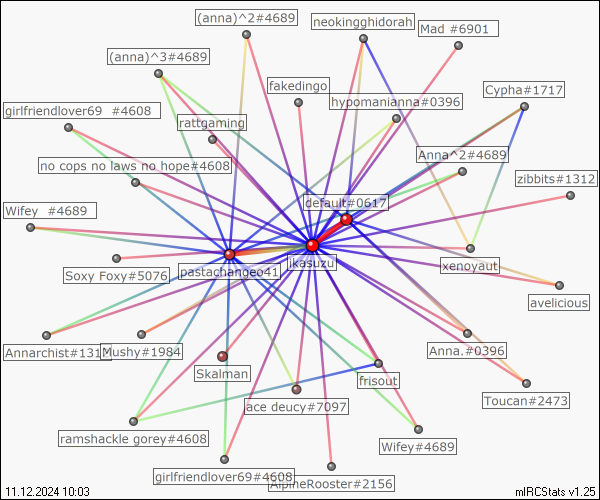 (anna)^2#4689
neokingghidorah
Mad #6901
(anna)^3#4689
fakedingo
Cypha#1717
hypomanianna#0396
girlfriendlover69 #4608
rattgaming
Anna^2#4689
no cops no laws no hope#4608
zibbits#1312
default#0617
Wifey #4689
ikasuzu
xenoyaut
pastachangeo41
Soxy Foxy#5076
avelicious
Annarchist#131
Mushy#1984
Anna.#0396
Skalman
frisout
Toucan#2473
ace deucy#7097
ramshackle gorey#4608
Wifey#4689
girlfriendlover69#4608
AlpineRooster#2156
11.12.2024 10:03
mIRCStats v1.25